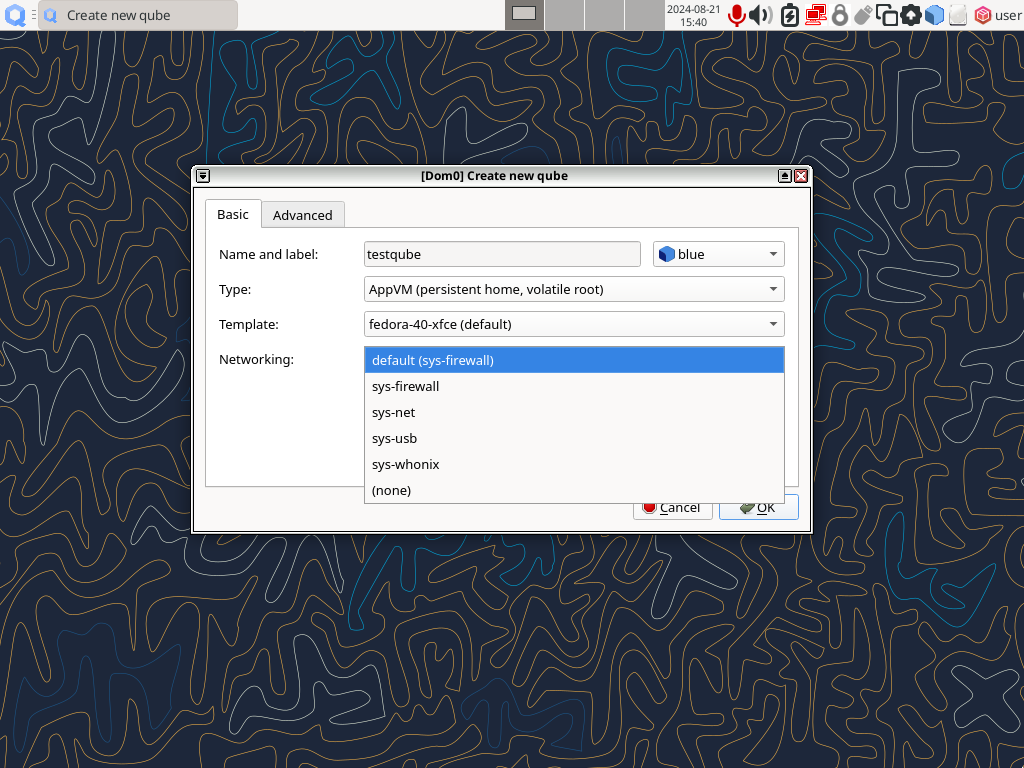 Create new qube
2024-08-21
15:40
user
[Dom0] Create new qube
Basic
Advanced
Name and label:
testqube
blue
Type:
AppVM (persistent home, volatile root)
Template:
fedora-40-xfce (default)
Networking:
default (sys-firewall)
sys-firewall
sys-net
sys-usb
sys-whonix
(none)
Cancel
OK